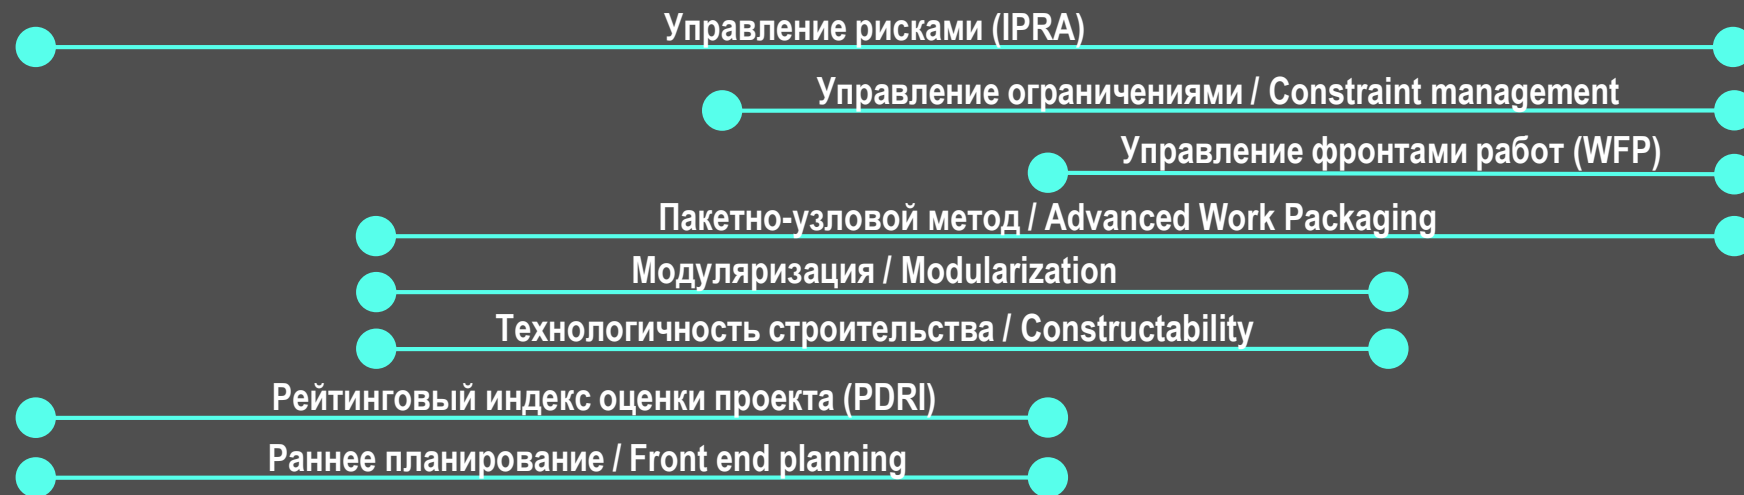 Управление рисками (IPRA)
Управление ограничениями / Constraint management
Управление фронтами работ (WFP)
Пакетно-узловой метод / Advanced Work Packaging
Модуляризация / Modularization
Технологичность строительства / Constructability
Рейтинговый индекс оценки проекта (PDRI)
Раннее планирование / Front end planning